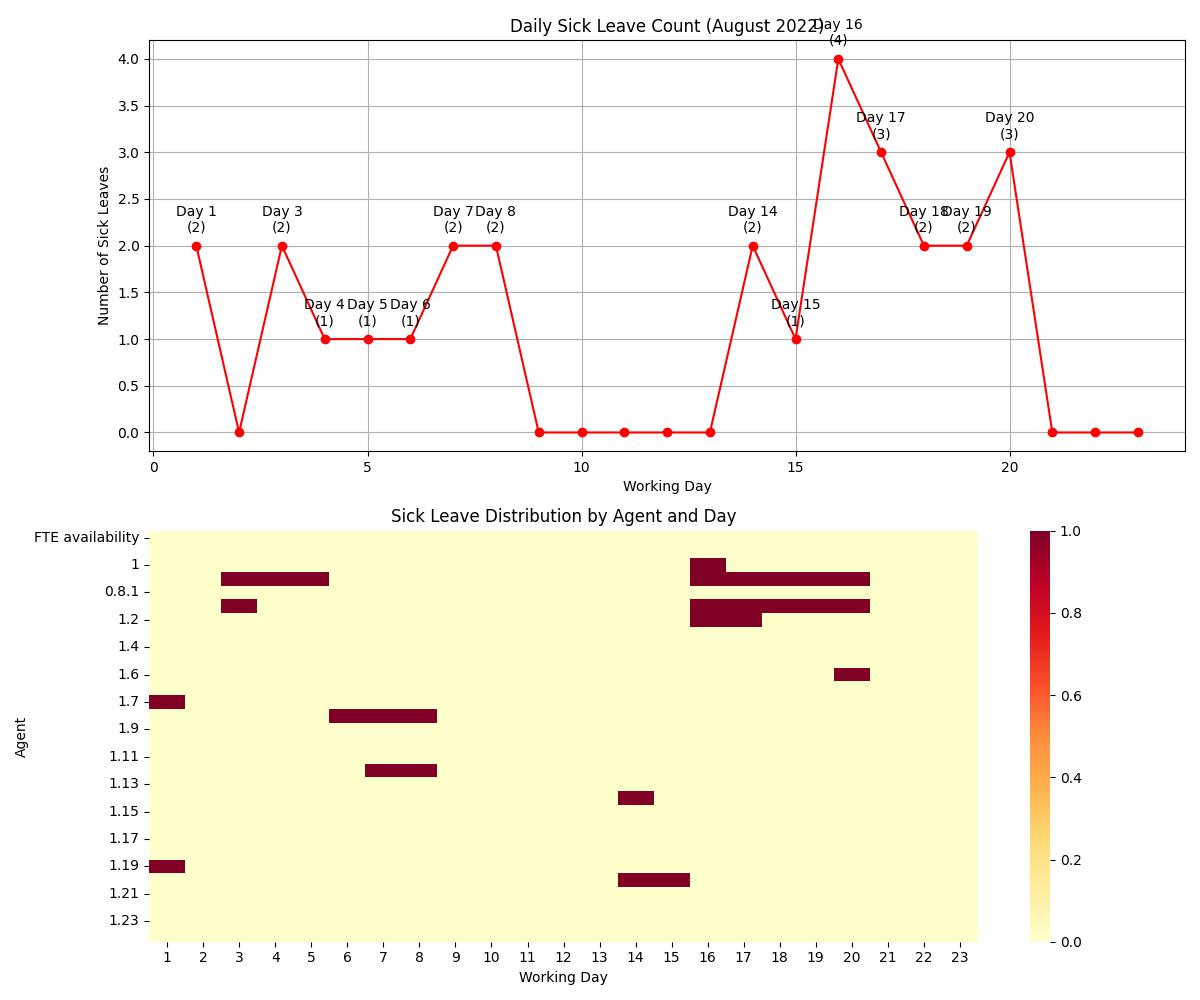 Daily Sick Leave Count (August 2022)
Day 16
(4)
4.0
3.5
Day 17
(3)
Day 20
(3)
3.0
2.5
Number of Sick Leaves
Day 1
(2)
Day 3
(2)
Day 7
(2)
Day 8
(2)
Day 14
(2)
Day 18
(2)
Day 19
(2)
2.0
1.5
Day 4
(1)
Day 5
(1)
Day 6
(1)
Day 15
(1)
1.0
0.5
0.0
0 5 10 15 20
Working Day
Sick Leave Distribution by Agent and Day
FTE availability
1
0.8.1
1.2
1.4
1.6
1.7
1.9
1.11
1.13
1.15
1.17
1.19
1.21
1.23
Agent
1 2 3 4 5 6 7 8 9 10 11 12 13 14 15 16 17 18 19 20 21 22 23
Working Day
1.0
0.8
0.6
0.4
0.2
0.0